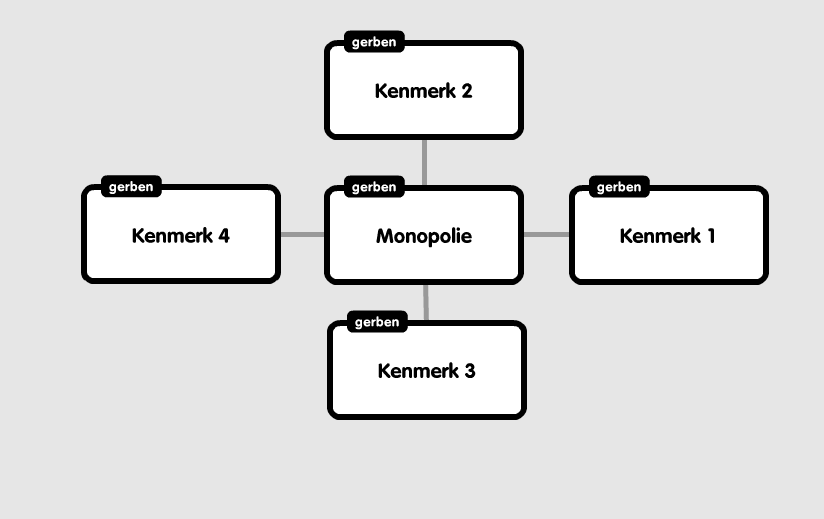 gerben
Kenmerk 2
gerben
Kenmerk 4
gerben
Monopolie
gerben
Kenmerk 1
gerben
Kenmerk 3